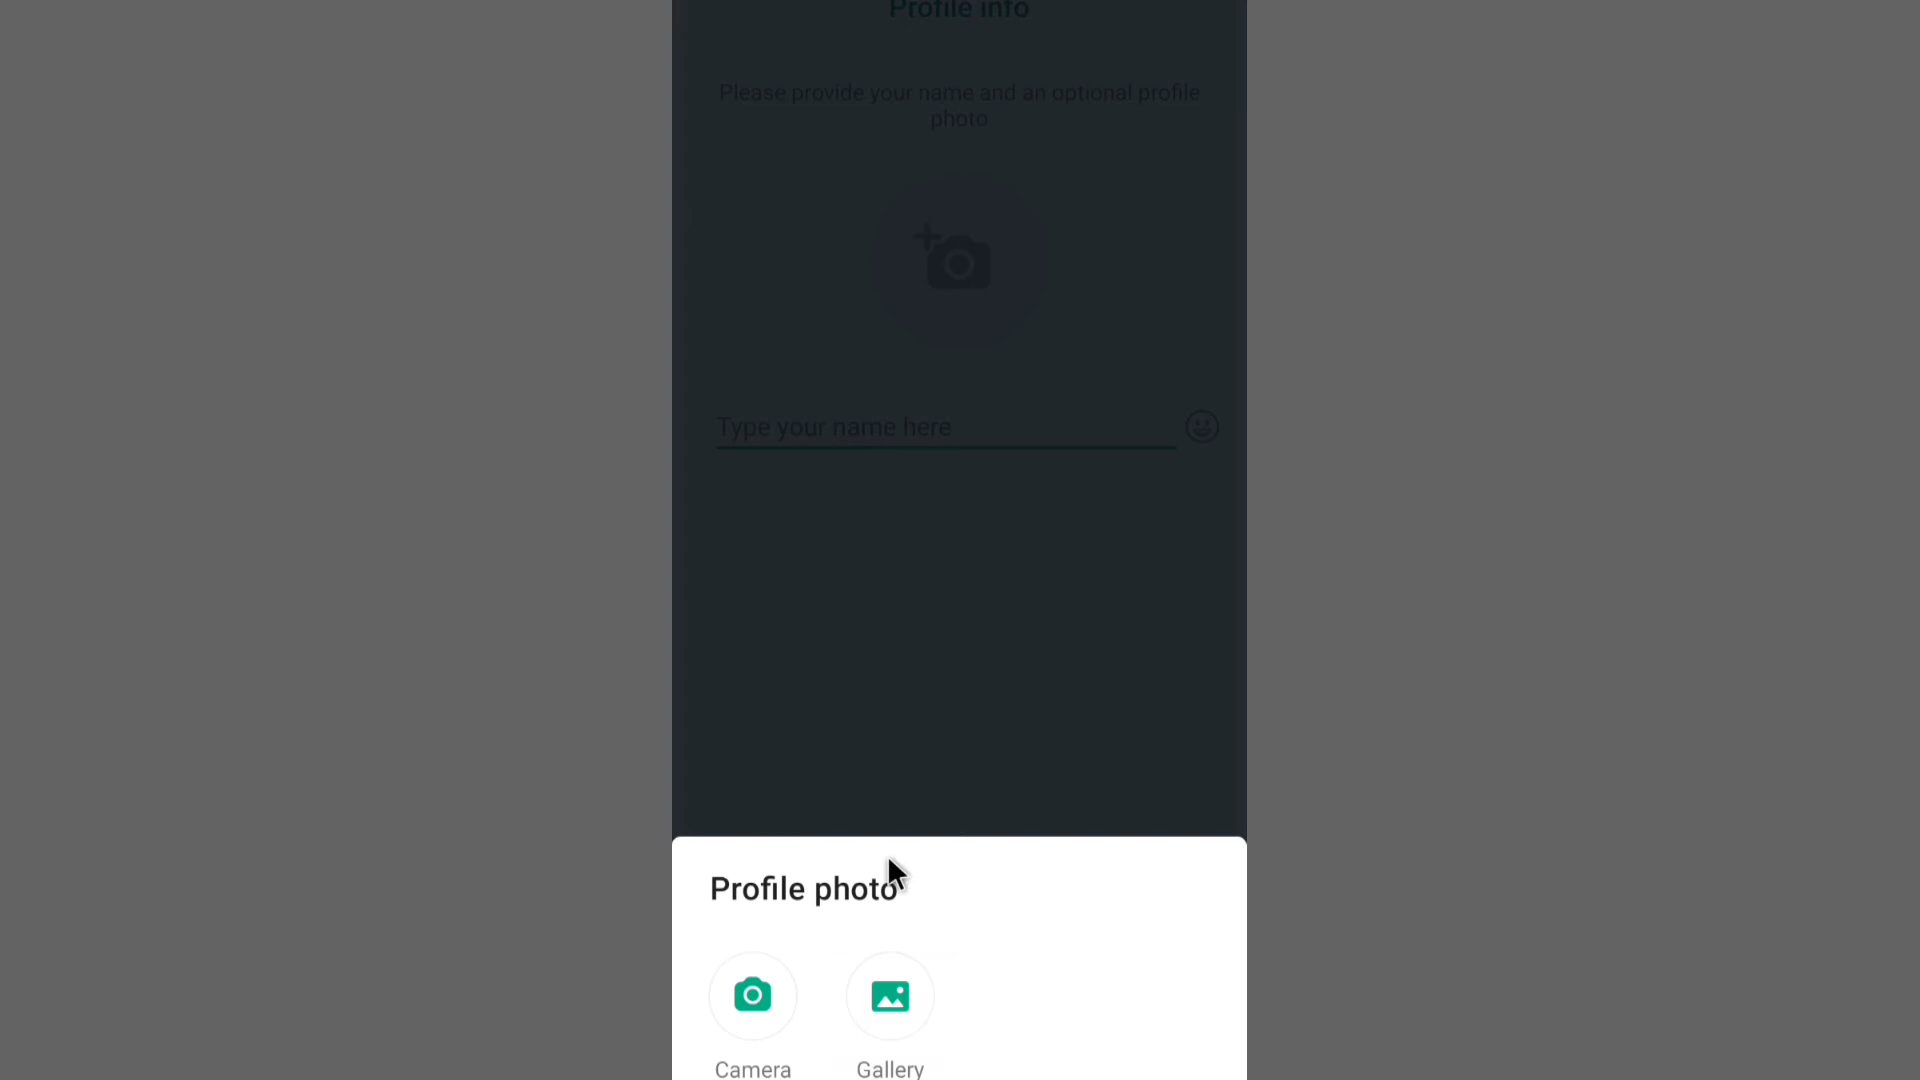 Profile info
Please provide your name and an optional profile
photo
Type your name here
Profile photo
Camera
Gallery